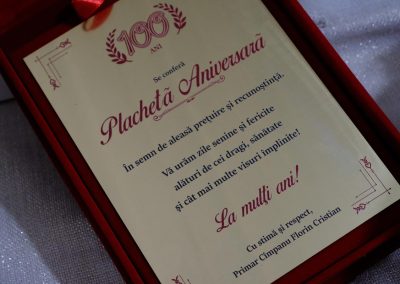 100
ANI
Se conferă
Plachetă Aniversară
În semn de aleasă prețuire și recunoștință.
Vă urăm zile senine și fericite
alături de cei dragi, sănătate
și cât mai multe visuri împlinite!
La mulți ani!
Cu stimă și respect,
Primar Cîmpanu Florin Cristian